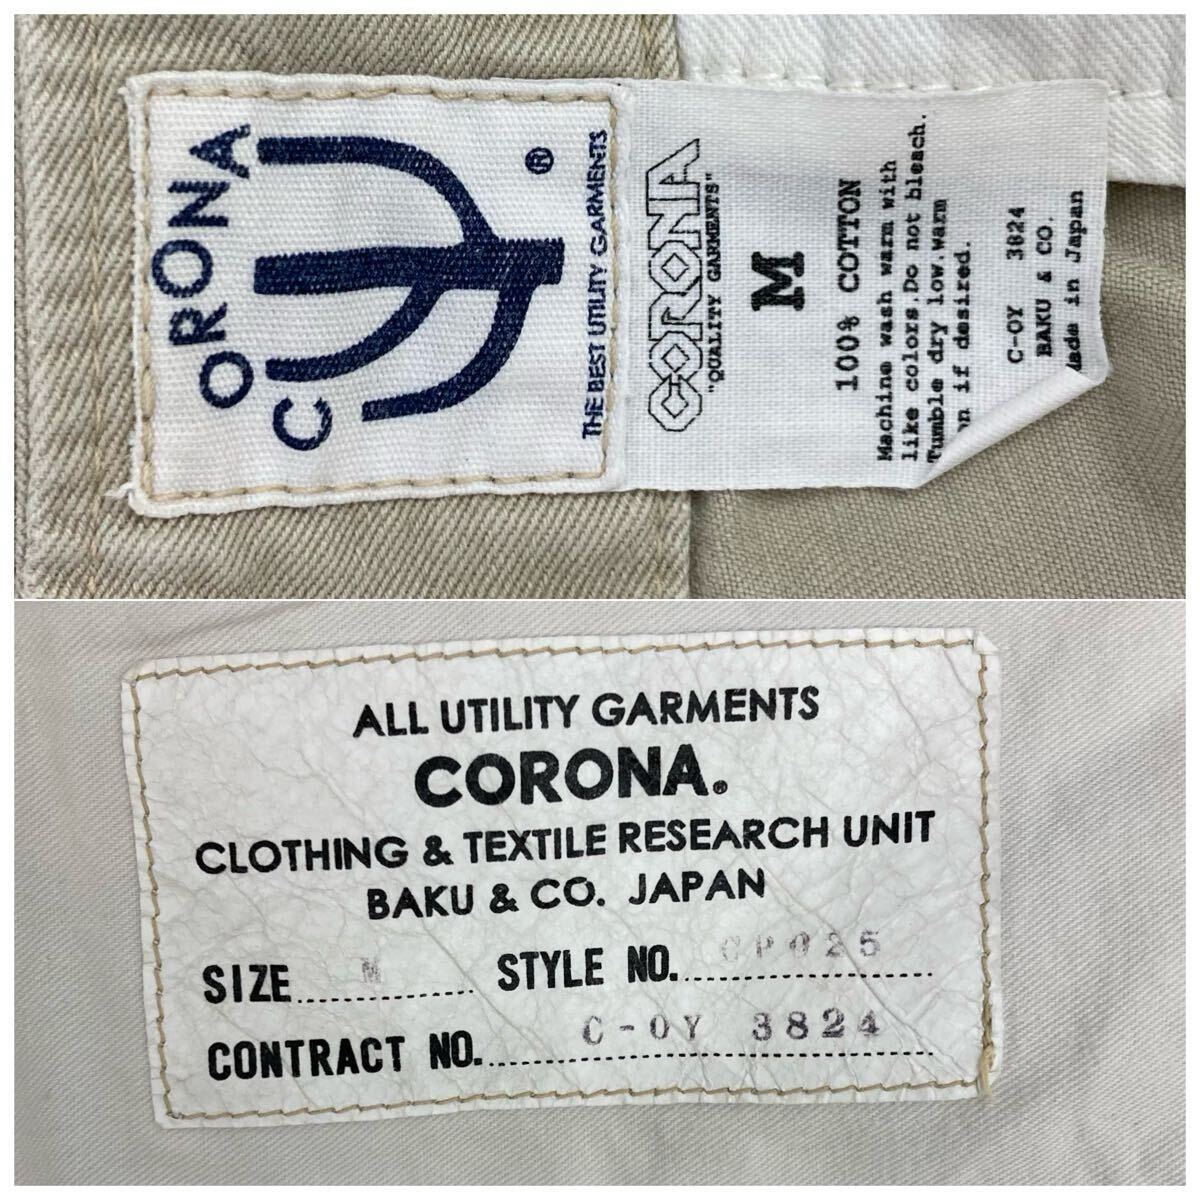 CORONA
®
THE BEST UTILITY GARMENTS
CORONA
"QUALITY GARMENTS"
M
100% COTTON
Machine wash warm with
like colors.Do not bleach.
Tumble dry low.warm
if desired.
C-OY 3824
BAKU & CO.
Made in Japan
ALL UTILITY GARMENTS
CORONA®
CLOTHING & TEXTILE RESEARCH UNIT
BAKU & CO. JAPAN
SIZE M STYLE NO. CP025
CONTRACT NO. C-OY 3824